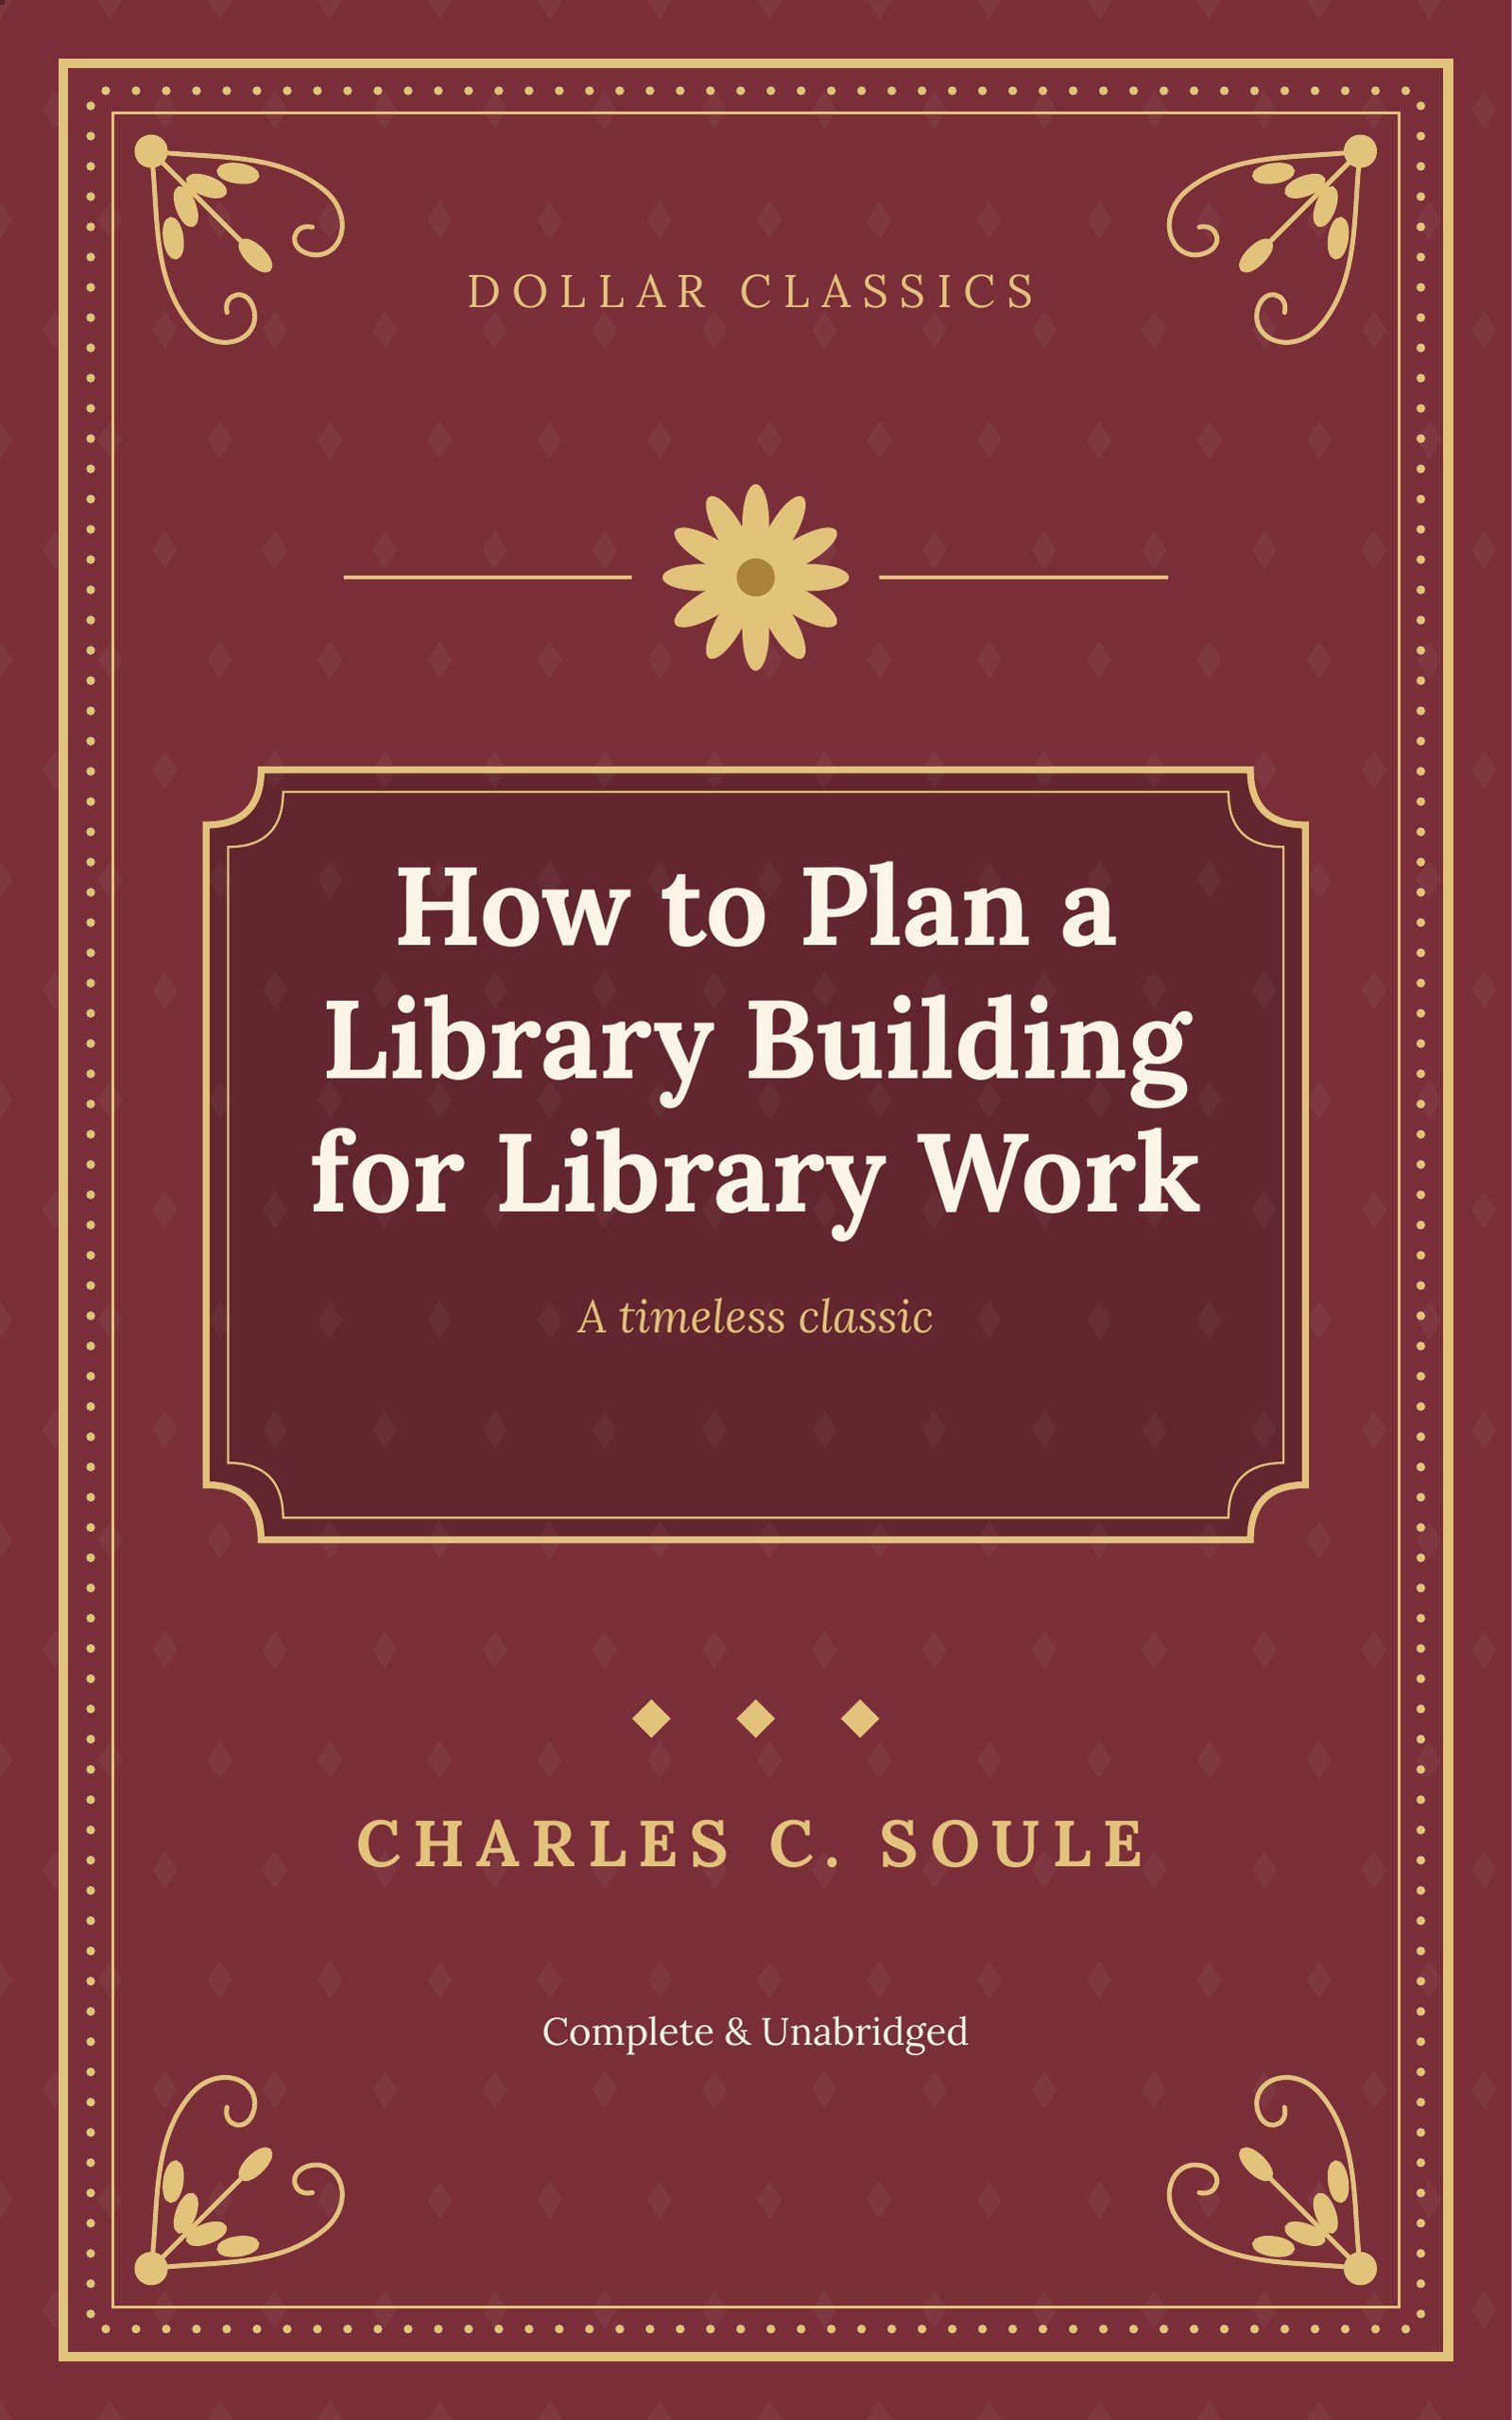 DOLLAR CLASSICS
How to Plan a
Library Building
for Library Work
A timeless classic
CHARLES C. SOULE
Complete & Unabridged